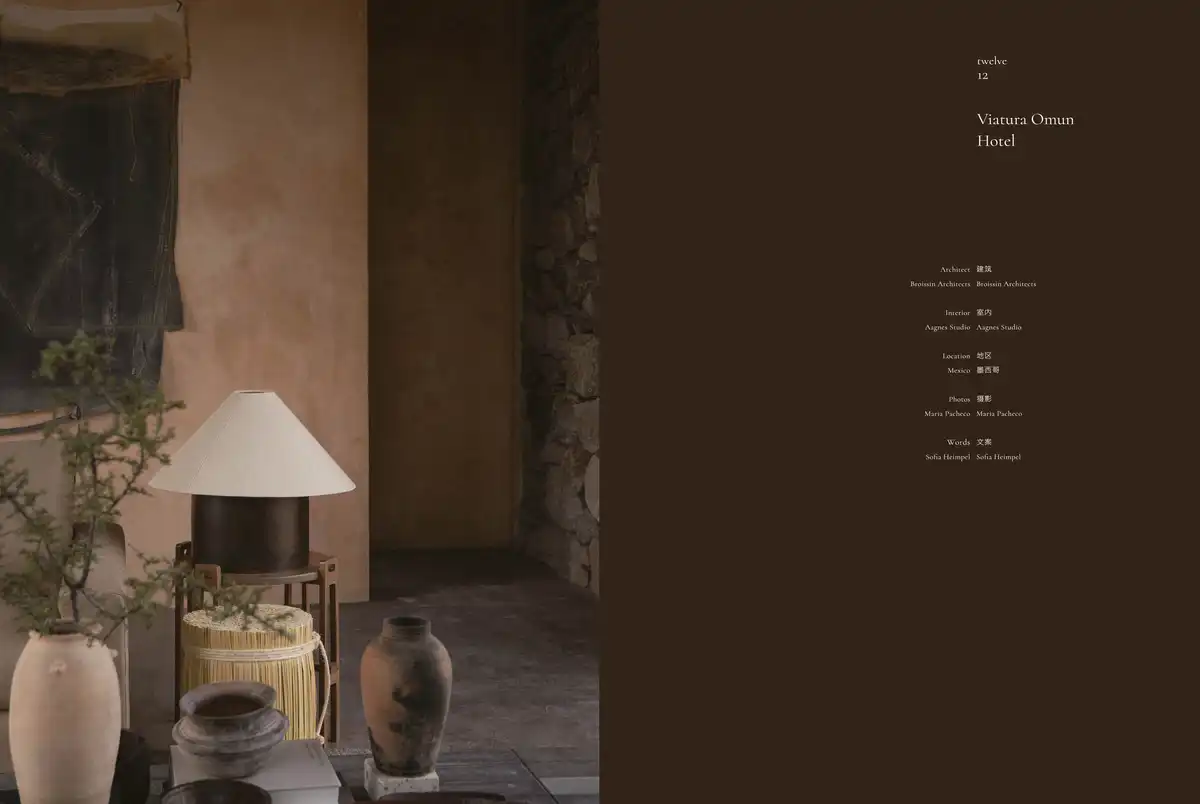 twelve
12
Viatura Omun
Hotel
Architect 建筑
Broissin Architects Broissin Architects
Interior 室内
Aagnes Studio Aagnes Studio
Location 地区
Mexico 墨西哥
Photos 摄影
Maria Pacheco Maria Pacheco
Words 文案
Sofia Heimpel Sofia Heimpel